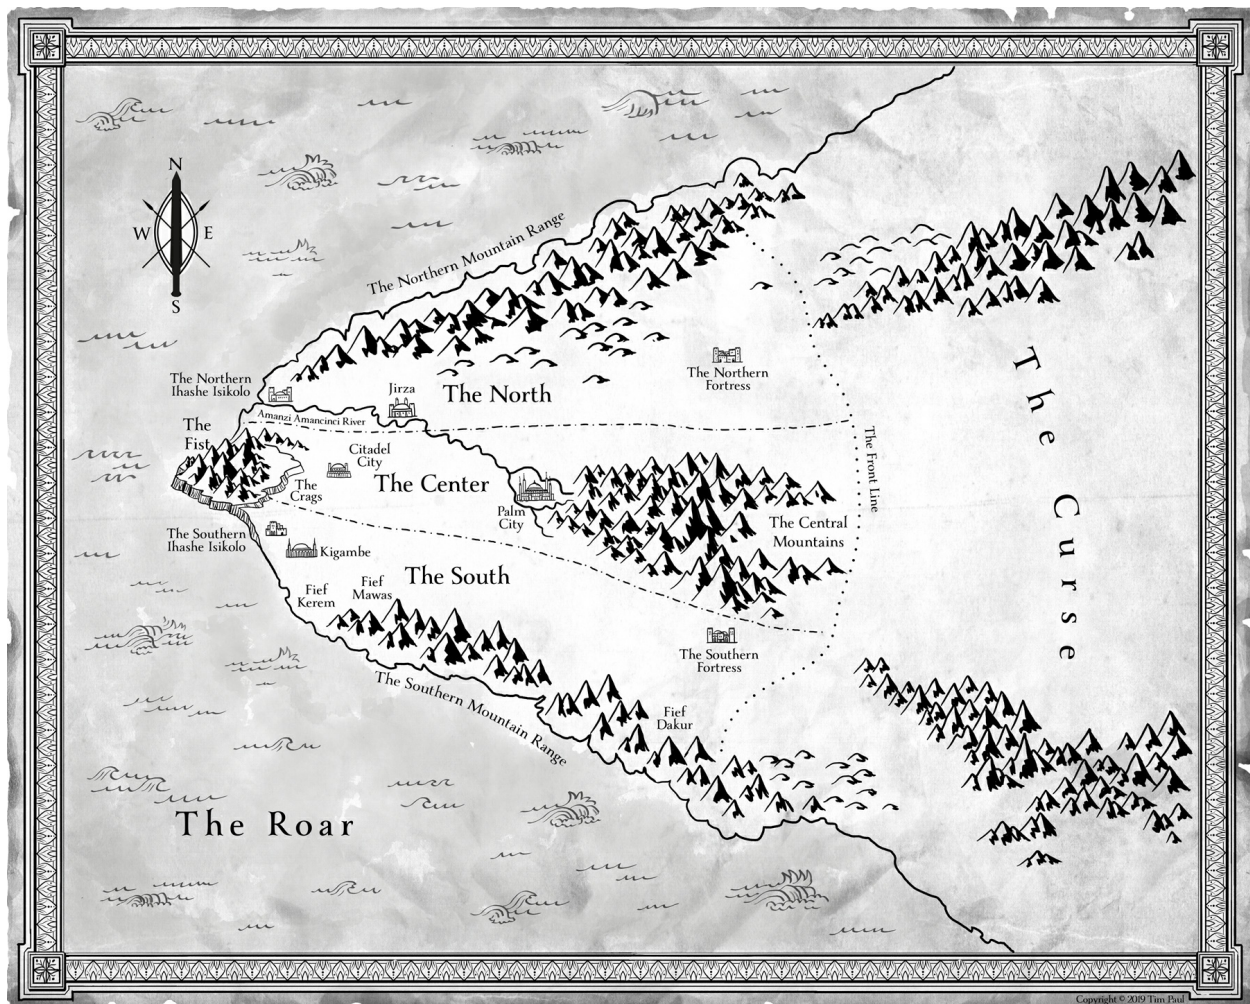 N
W E
S
The Northern Mountain Range
The Northern
Ihashe Isikolo
Jirza
The North
The Northern
Fortress
Amanzi Amancinci River
The
Fist
Citadel
City
The
Crags
The Center
Palm
City
The Central
Mountains
The Front Line
The Curse
The Southern
Ihashe Isikolo
Kigambe
The South
Fief
Kerem
Fief
Mawas
The Southern
Fortress
The Southern Mountain Range
Fief
Dakur
The Roar
Copyright © 2019 Tim Paul